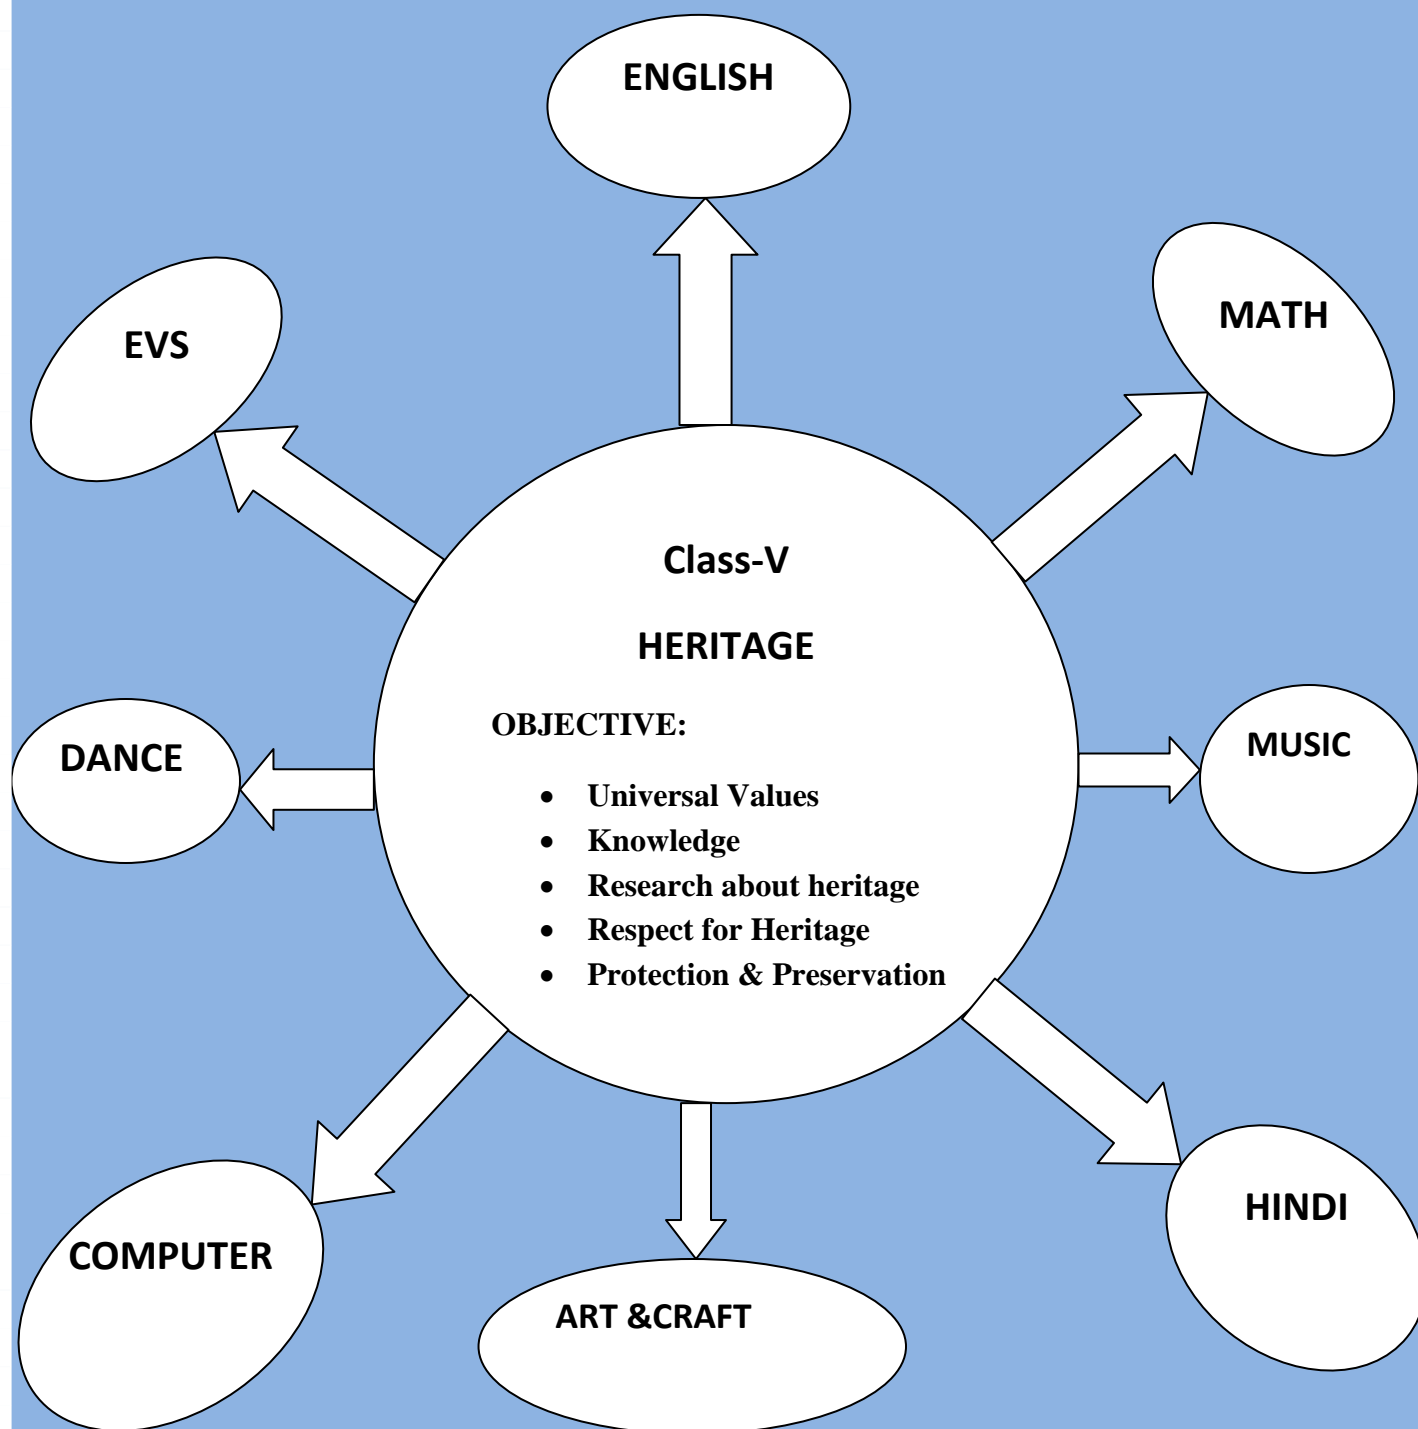 ENGLISH
MATH
EVS
Class-V
HERITAGE
OBJECTIVE:
• Universal Values
• Knowledge
• Research about heritage
• Respect for Heritage
• Protection & Preservation
DANCE
MUSIC
HINDI
COMPUTER
ART &CRAFT